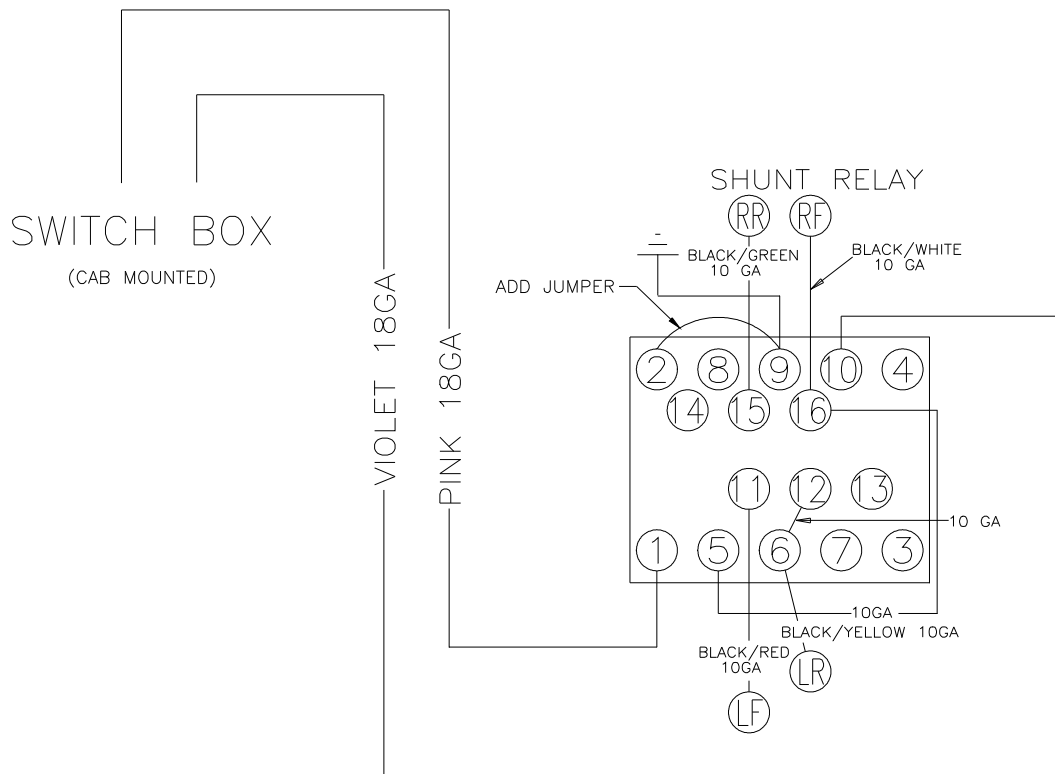 SHUNT RELAY
RR
RF
SWITCH BOX
(CAB MOUNTED)
-
BLACK/GREEN
10 GA
BLACK/WHITE
10 GA
ADD JUMPER
VIOLET 18GA
PINK 18GA
2
8
9
10
4
14
15
16
11
12
13
10 GA
1
5
6
7
3
10GA
BLACK/YELLOW 10GA
BLACK/RED
10GA
LR
LF